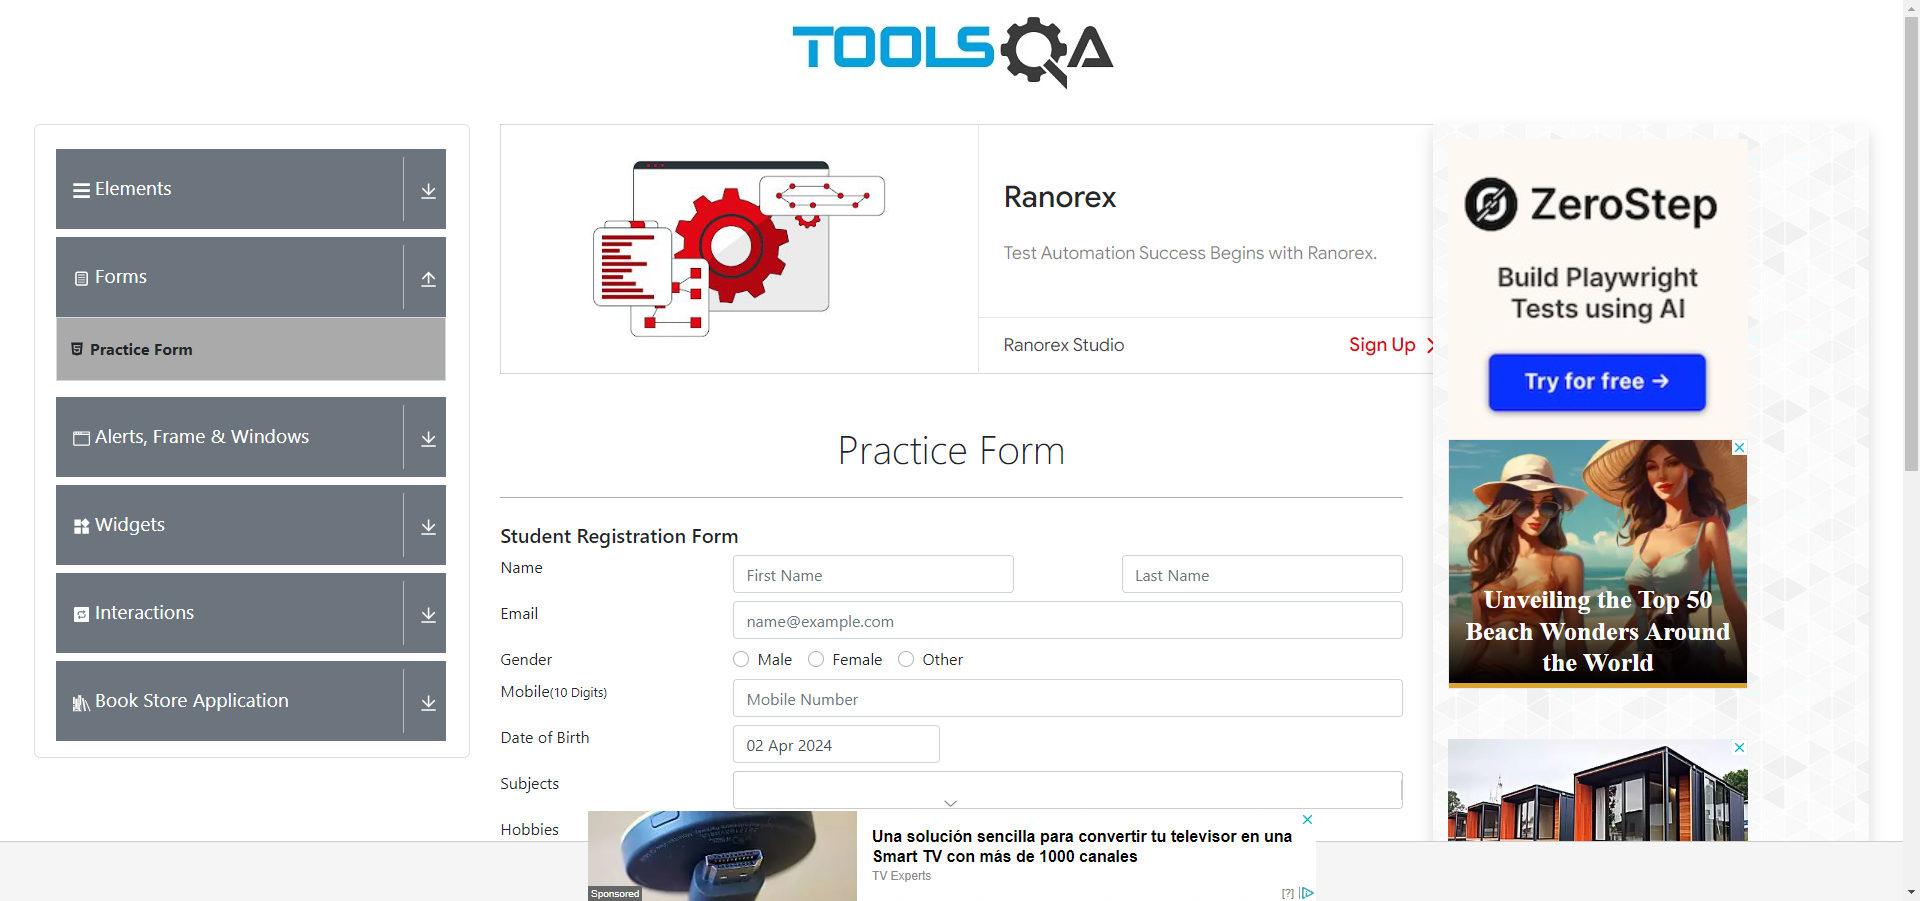 TOOLSQA
Elements
Forms
Practice Form
Alerts, Frame & Windows
Widgets
Interactions
Book Store Application
Ranorex
Test Automation Success Begins with Ranorex.
Ranorex Studio
Sign Up
Practice Form
Student Registration Form
Name
First Name
Last Name
Email
name@example.com
Gender
Male
Female
Other
Mobile(10 Digits)
Mobile Number
Date of Birth
02 Apr 2024
Subjects
Hobbies
ZeroStep
Build Playwright
Tests using AI
Try for free →
Unveiling the Top 50
Beach Wonders Around
the World
Sponsored
Una solución sencilla para convertir tu televisor en una
Smart TV con más de 1000 canales
TV Experts
[?]